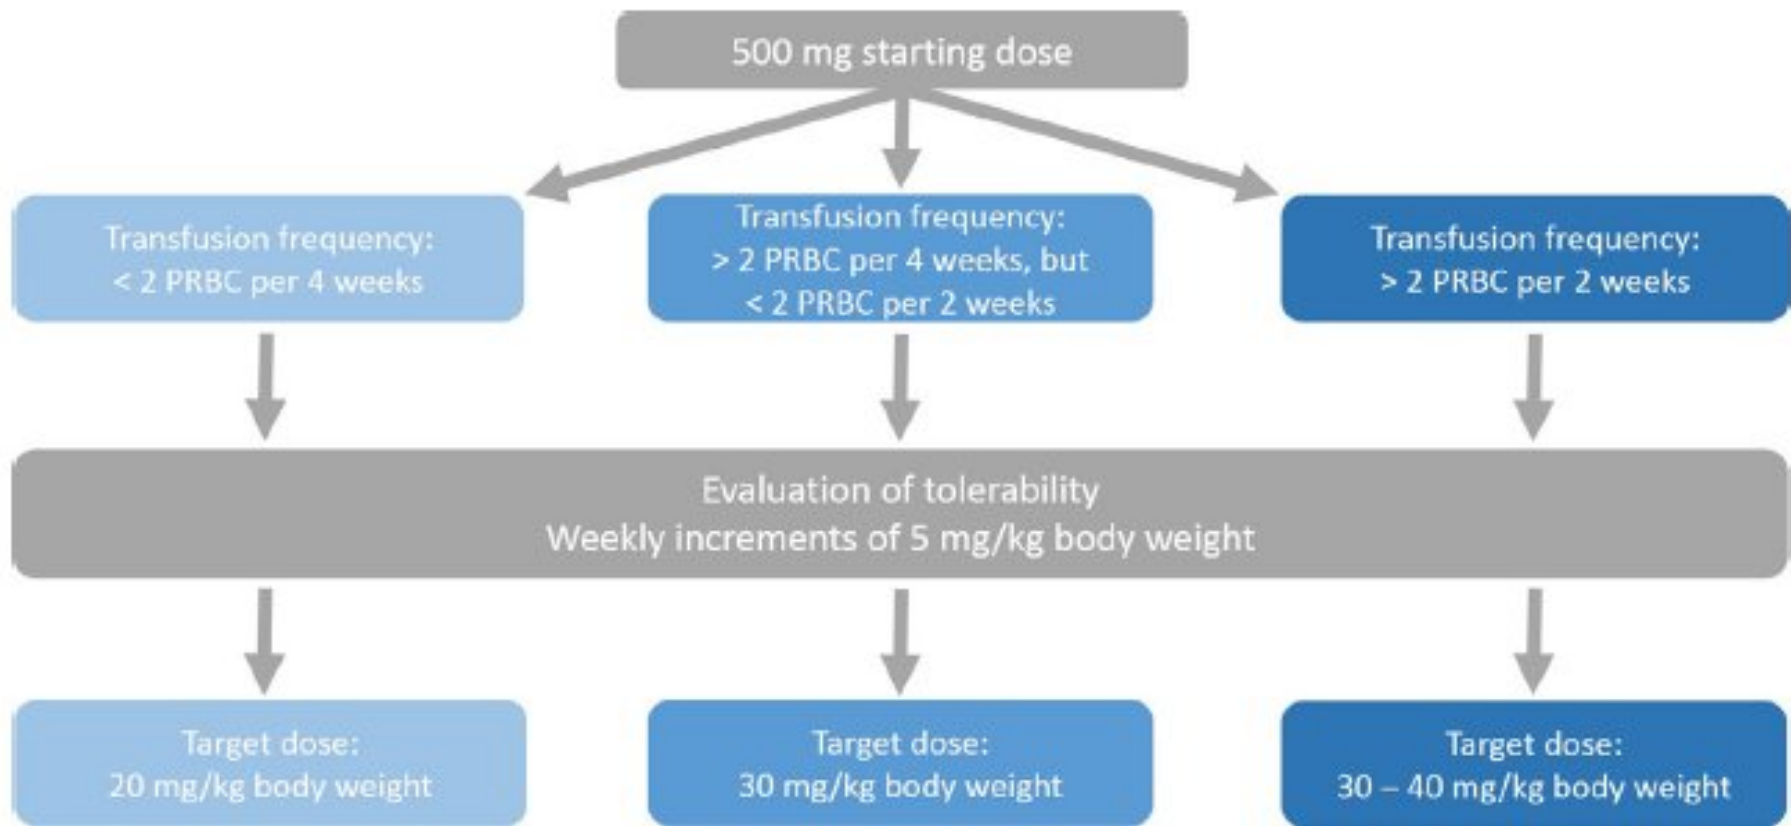 500 mg starting dose
Transfusion frequency:
< 2 PRBC per 4 weeks
Transfusion frequency:
> 2 PRBC per 4 weeks, but
< 2 PRBC per 2 weeks
Transfusion frequency:
> 2 PRBC per 2 weeks
Evaluation of tolerability
Weekly increments of 5 mg/kg body weight
Target dose:
20 mg/kg body weight
Target dose:
30 mg/kg body weight
Target dose:
30 – 40 mg/kg body weight